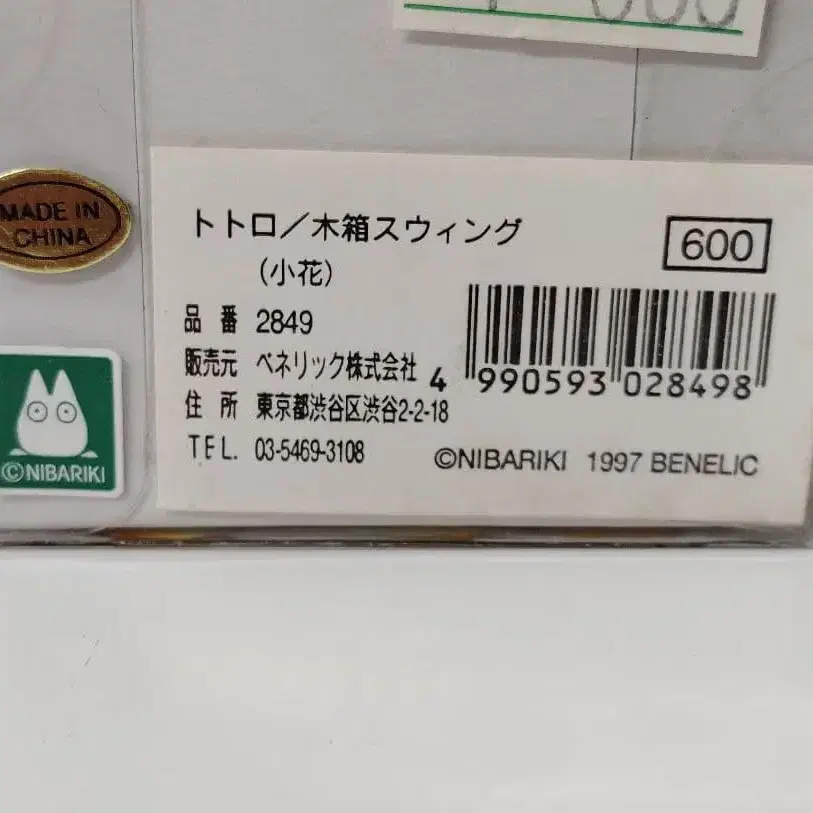 MADE IN
CHINA
トトロ／木箱スウィング
(小花)
600
品番 2849
販売元 ベネリック株式会社
住所 東京都渋谷区渋谷2-2-18
TEL. 03-5469-3108
4 990593 028498
©NIBARIKI 1997 BENELIC
©NIBARIKI